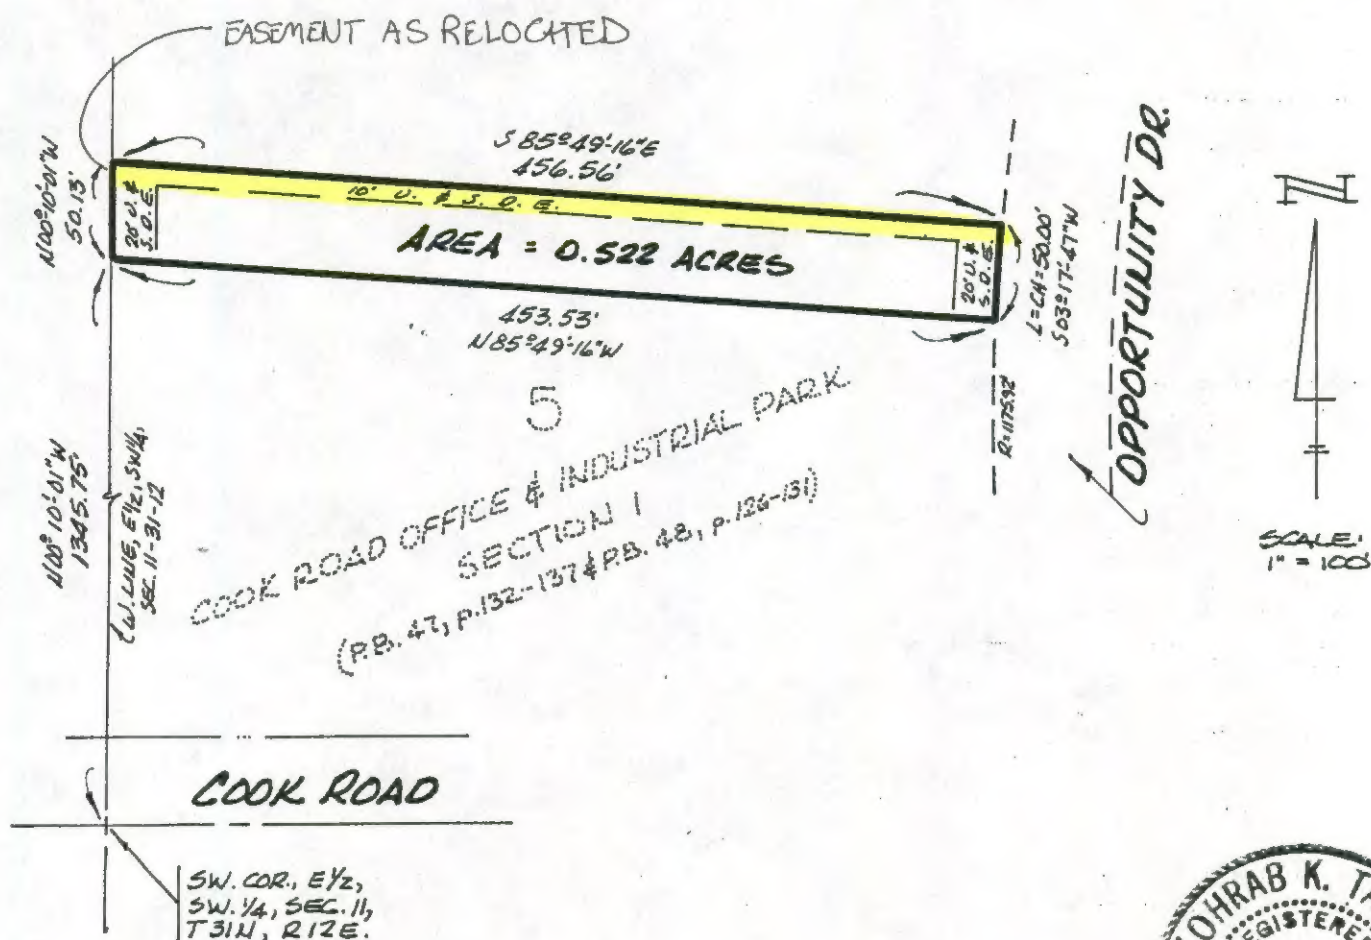 EASEMENT AS RELOCATED
S 85°49'-16"E
456.56'
N00°-10'-01"W
50.13'
20' U. &
S. D. E.
10' U. & S. D. E.
AREA = 0.522 ACRES
20' U. &
S. D. E.
L=CH=50.00'
S03°17'-47"W
OPPORTUNITY DR.
N
SCALE:
1" = 100'
453.53'
N85°49'-16"W
R=1175.92'
5
COOK ROAD OFFICE & INDUSTRIAL PARK
SECTION I
(P.B. 47, P. 132-137 & P.B. 48, P. 126-131)
N00°10'-01"W
1345.75'
W. LINE, E½, SW¼,
SEC. 11-31-12
COOK ROAD
SW. COR., E½,
SW. ¼, SEC. 11,
T31N, R12E.
OHRAB K. TA
EGISTERE